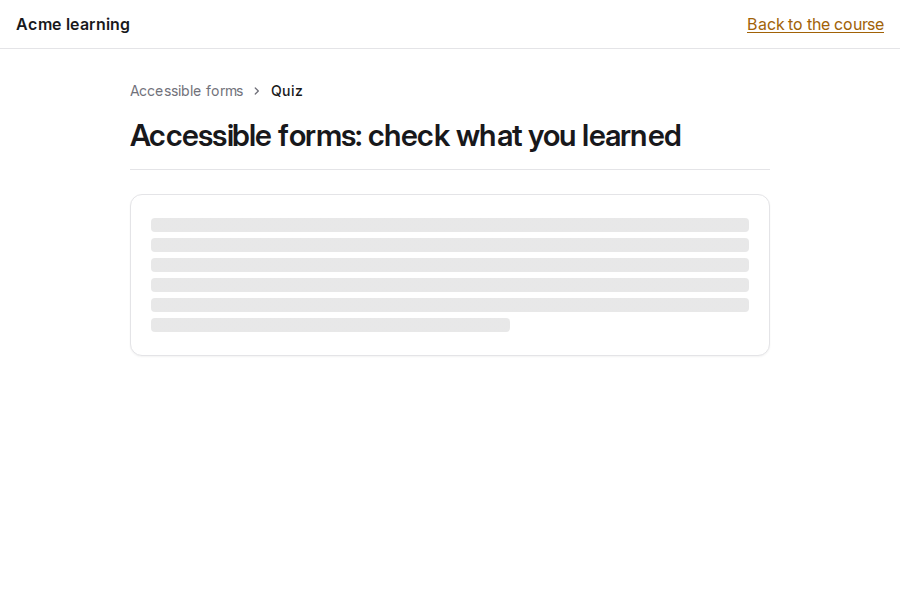 Acme learning
Back to the course
Accessible forms > Quiz
Accessible forms: check what you learned